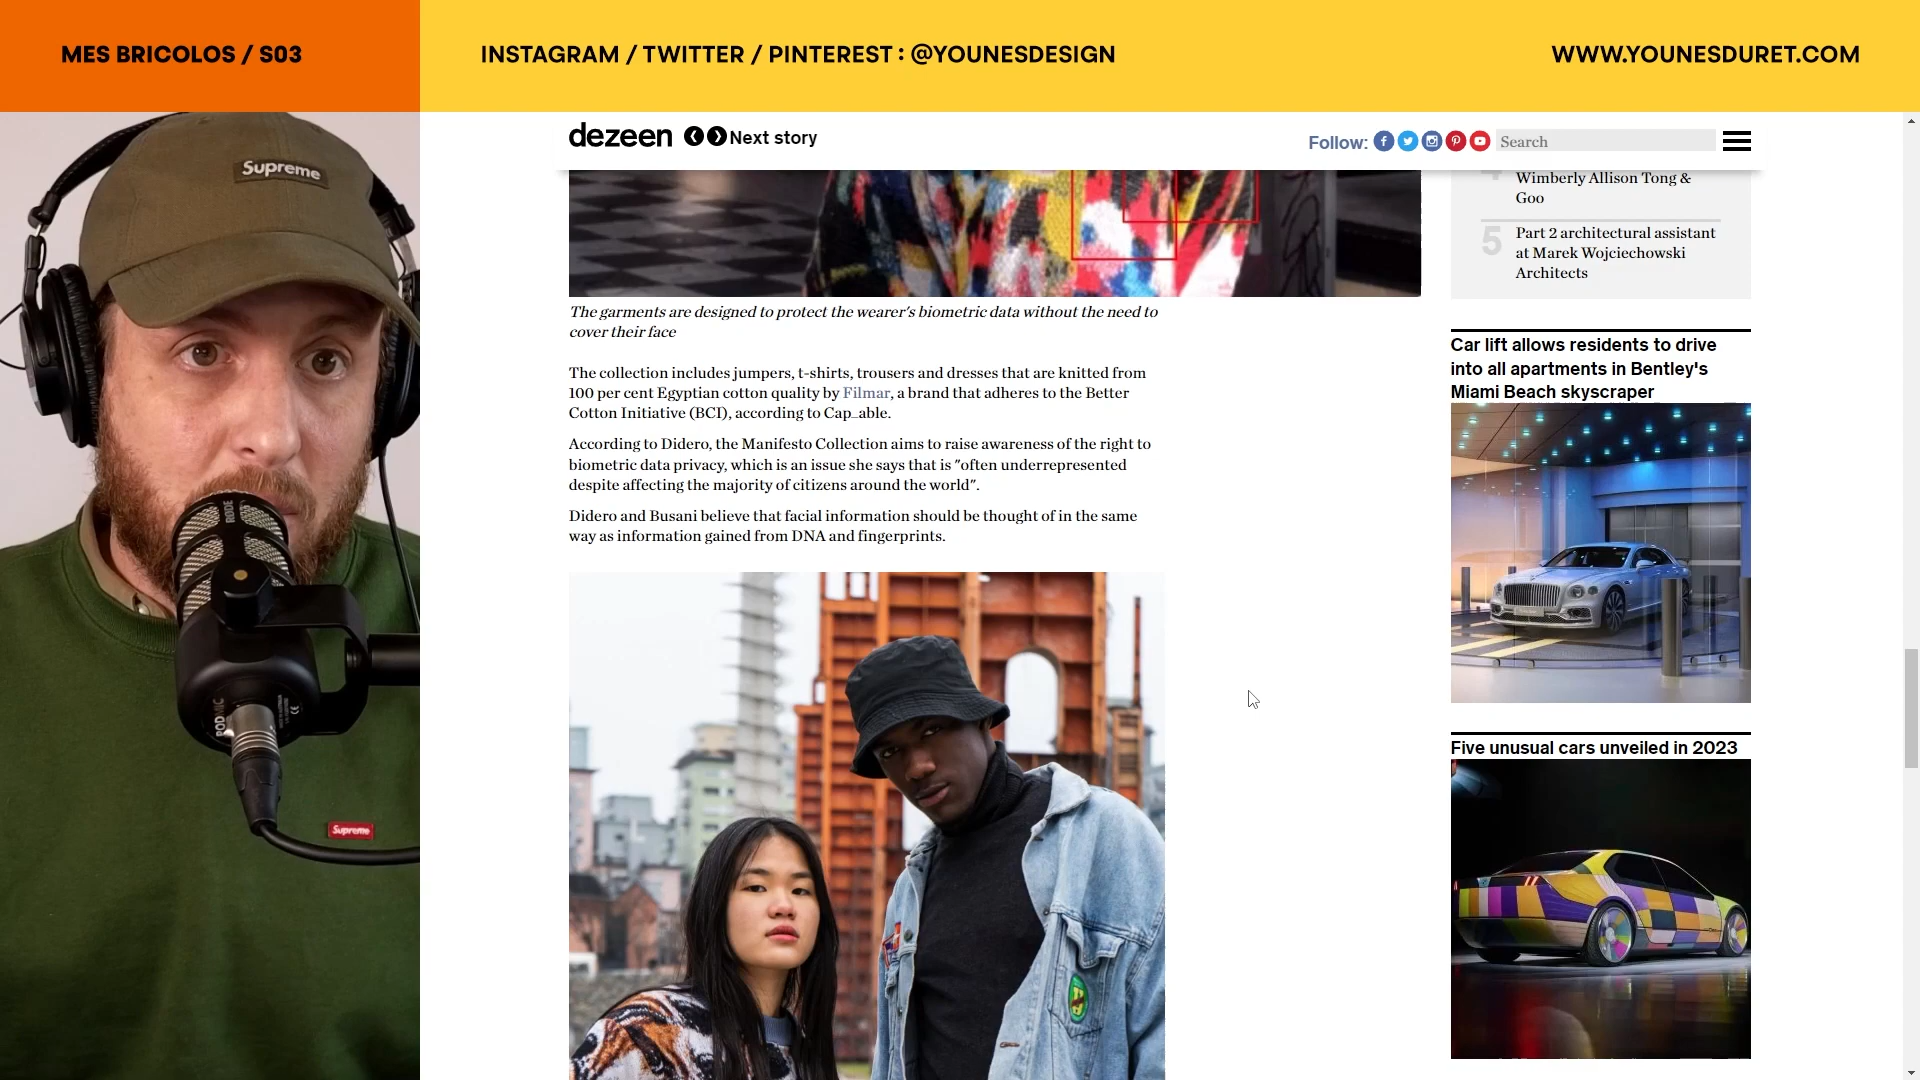 MES BRICOLOS / S03
INSTAGRAM / TWITTER / PINTEREST : @YOUNESDESIGN
WWW.YOUNESDURET.COM
dezeen
Next story
Follow:
Search
Wimberly Allison Tong &
Goo
5
Part 2 architectural assistant
at Marek Wojciechowski
Architects
The garments are designed to protect the wearer's biometric data without the need to
cover their face
The collection includes jumpers, t-shirts, trousers and dresses that are knitted from
100 per cent Egyptian cotton quality by Filmar, a brand that adheres to the Better
Cotton Initiative (BCI), according to Cap_able.
According to Didero, the Manifesto Collection aims to raise awareness of the right to
biometric data privacy, which is an issue she says that is "often underrepresented
despite affecting the majority of citizens around the world".
Didero and Busani believe that facial information should be thought of in the same
way as information gained from DNA and fingerprints.
Car lift allows residents to drive
into all apartments in Bentley's
Miami Beach skyscraper
Five unusual cars unveiled in 2023
Supreme
RØDE
PODMIC
Supreme